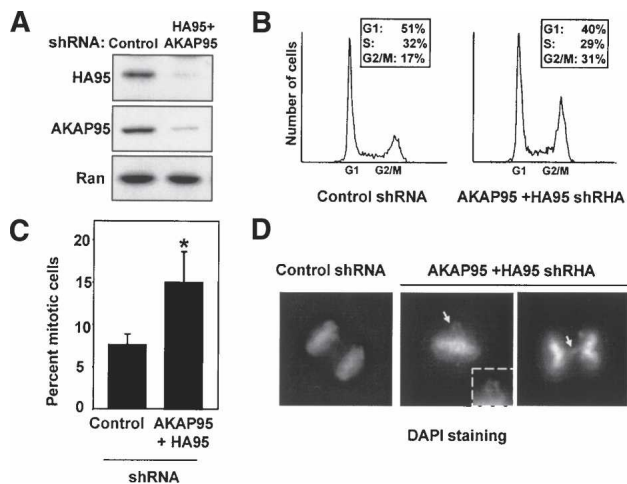 A
shRNA: Control HA95+
AKAP95
HA95
AKAP95
Ran
B
Number of cells
G1: 51%
S: 32%
G2/M: 17%
G1 G2/M
Control shRNA
G1: 40%
S: 29%
G2/M: 31%
G1 G2/M
AKAP95 +HA95 shRHA
C
Percent mitotic cells
20
15
10
5
0
*
Control AKAP95
+ HA95
shRNA
D
Control shRNA AKAP95 +HA95 shRHA
DAPI staining